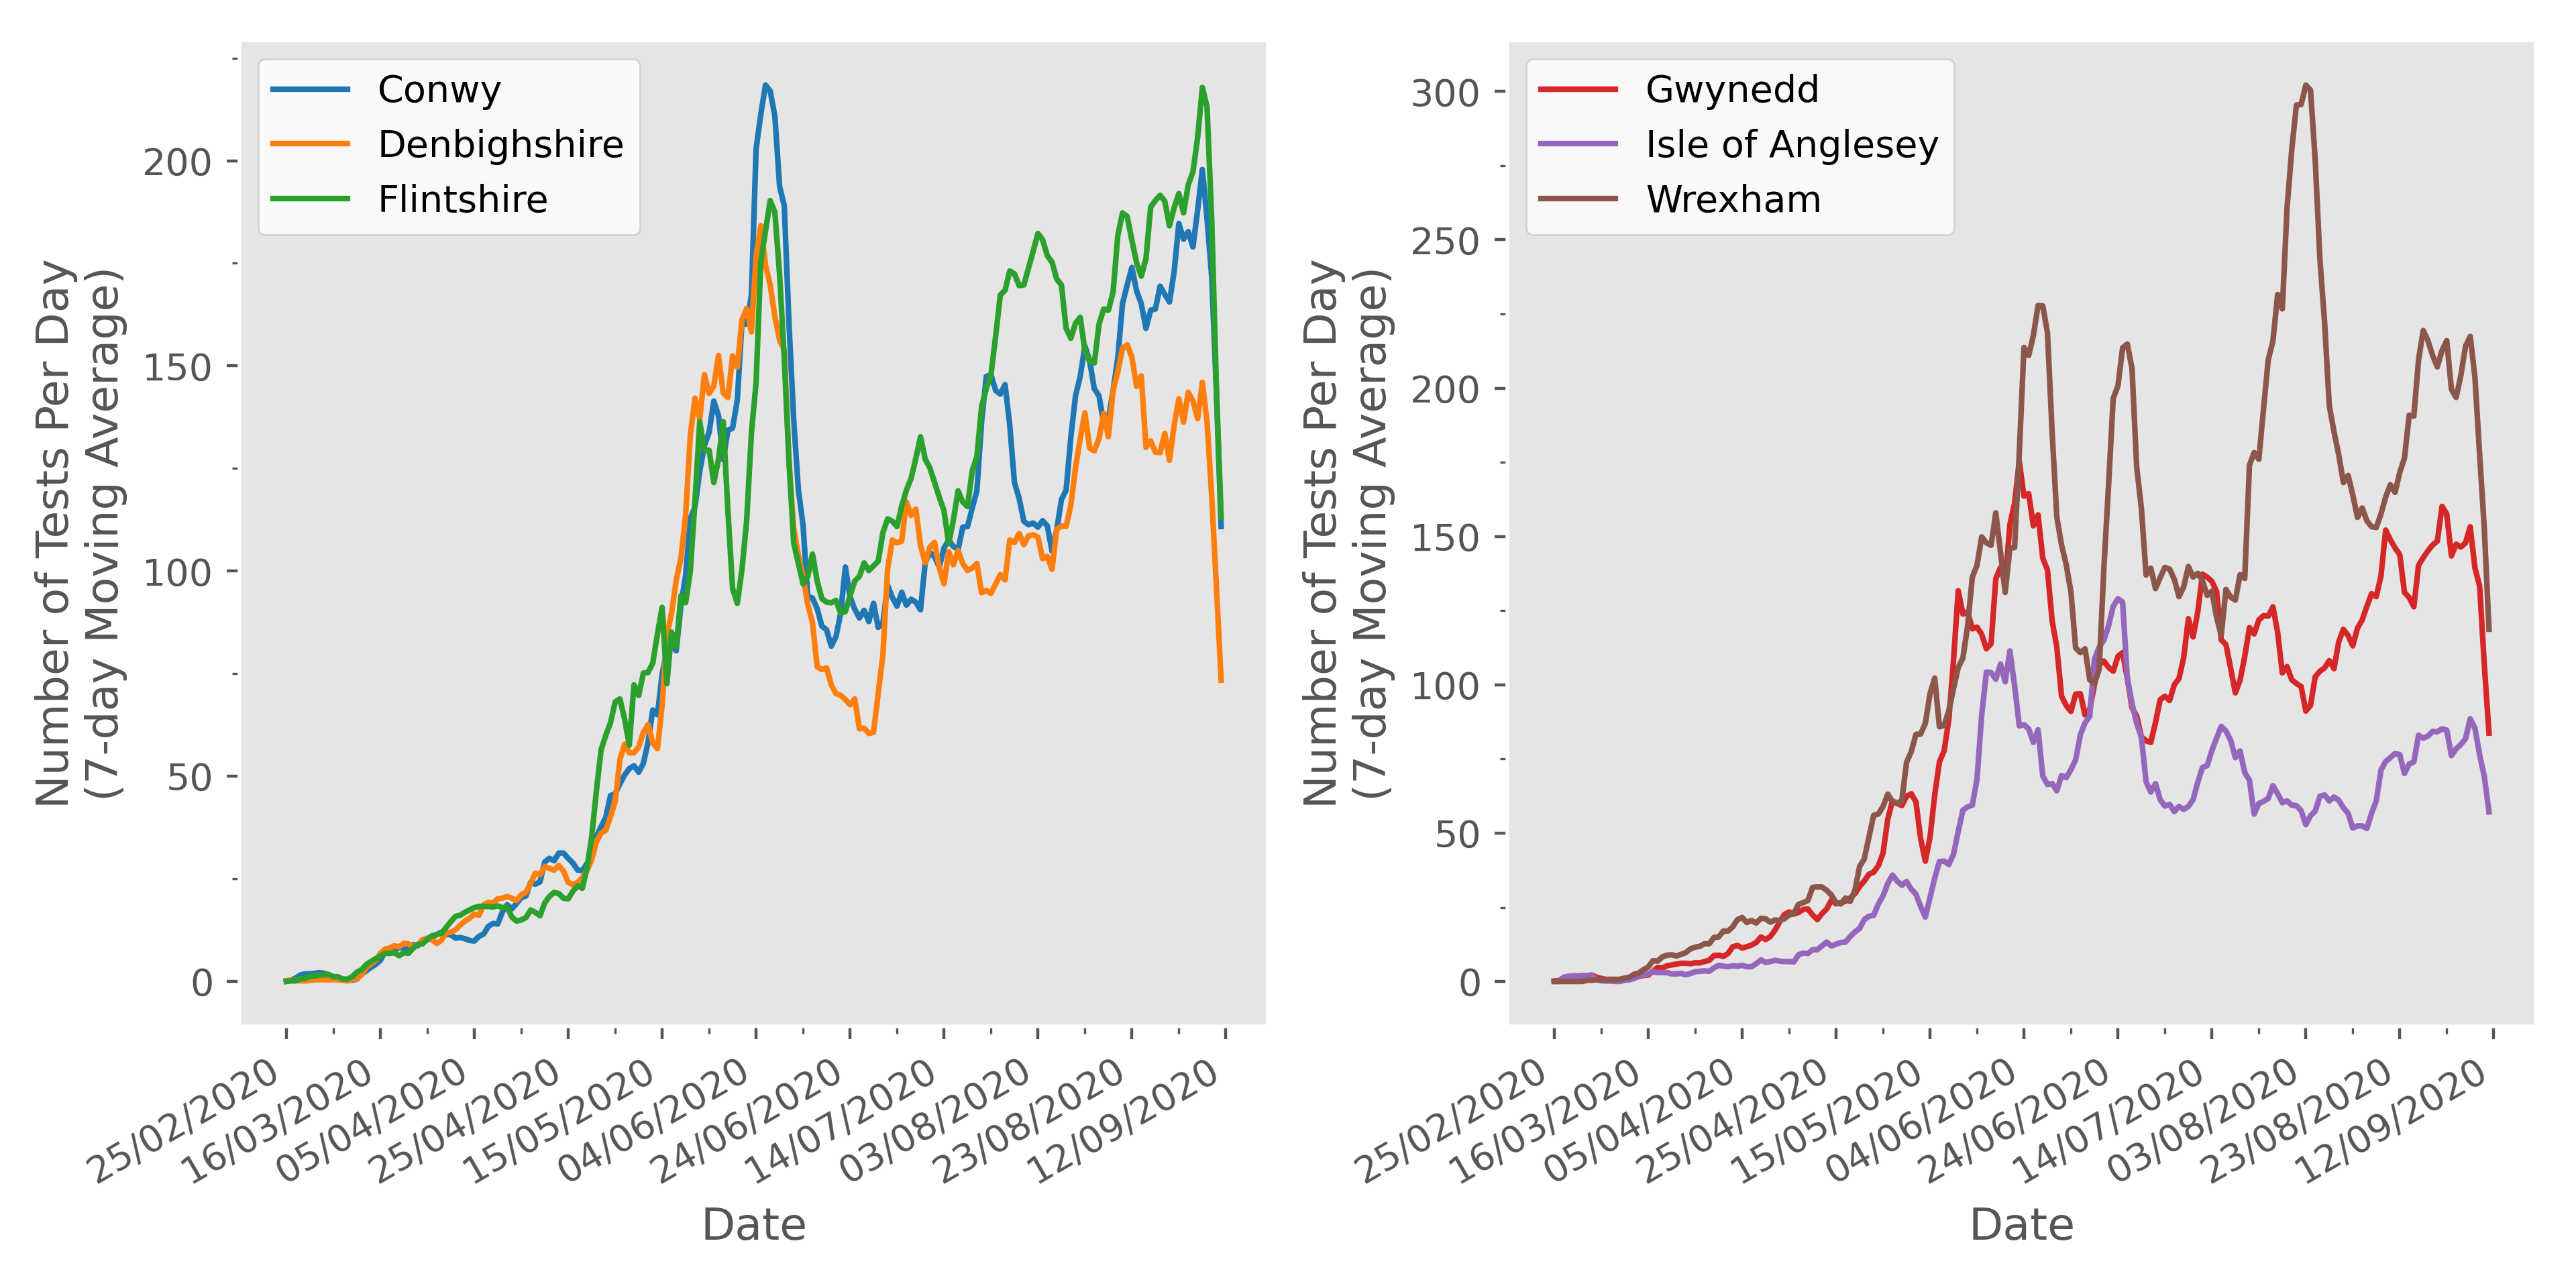 Conwy
Denbighshire
Flintshire
Number of Tests Per Day
(7-day Moving Average)
200
150
100
50
0
25/02/2020
16/03/2020
05/04/2020
25/04/2020
15/05/2020
04/06/2020
24/06/2020
14/07/2020
03/08/2020
23/08/2020
12/09/2020
Date
Gwynedd
Isle of Anglesey
Wrexham
Number of Tests Per Day
(7-day Moving Average)
300
250
200
150
100
50
0
25/02/2020
16/03/2020
05/04/2020
25/04/2020
15/05/2020
04/06/2020
24/06/2020
14/07/2020
03/08/2020
23/08/2020
12/09/2020
Date